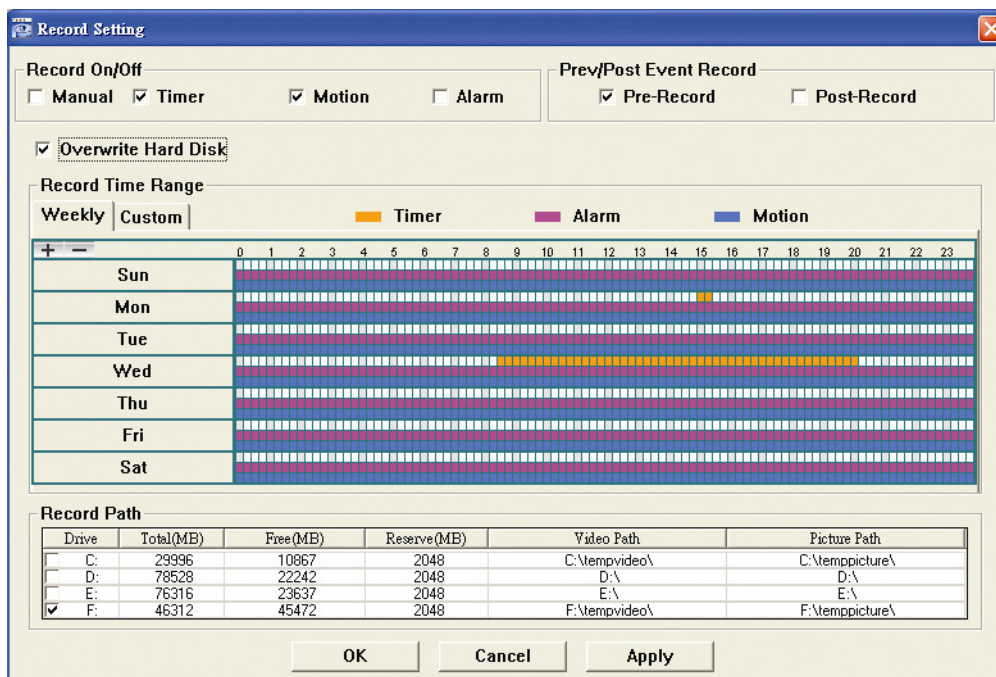 Record Setting
Record On/Off
Prev/Post Event Record
Manual Timer Motion Alarm
Pre-Record Post-Record
Overwrite Hard Disk
Record Time Range
Weekly Custom
Timer Alarm Motion
+ − 0 1 2 3 4 5 6 7 8 9 10 11 12 13 14 15 16 17 18 19 20 21 22 23
Sun
Mon
Tue
Wed
Thu
Fri
Sat
Record Path
Drive Total(MB) Free(MB) Reserve(MB) Video Path Picture Path
C: 29996 10867 2048 C:\tempvideo\ C:\temppicture\
D: 78528 22242 2048 D:\ D:\
E: 76316 23637 2048 E:\ E:\
F: 46312 45472 2048 F:\tempvideo\ F:\temppicture\
OK Cancel Apply